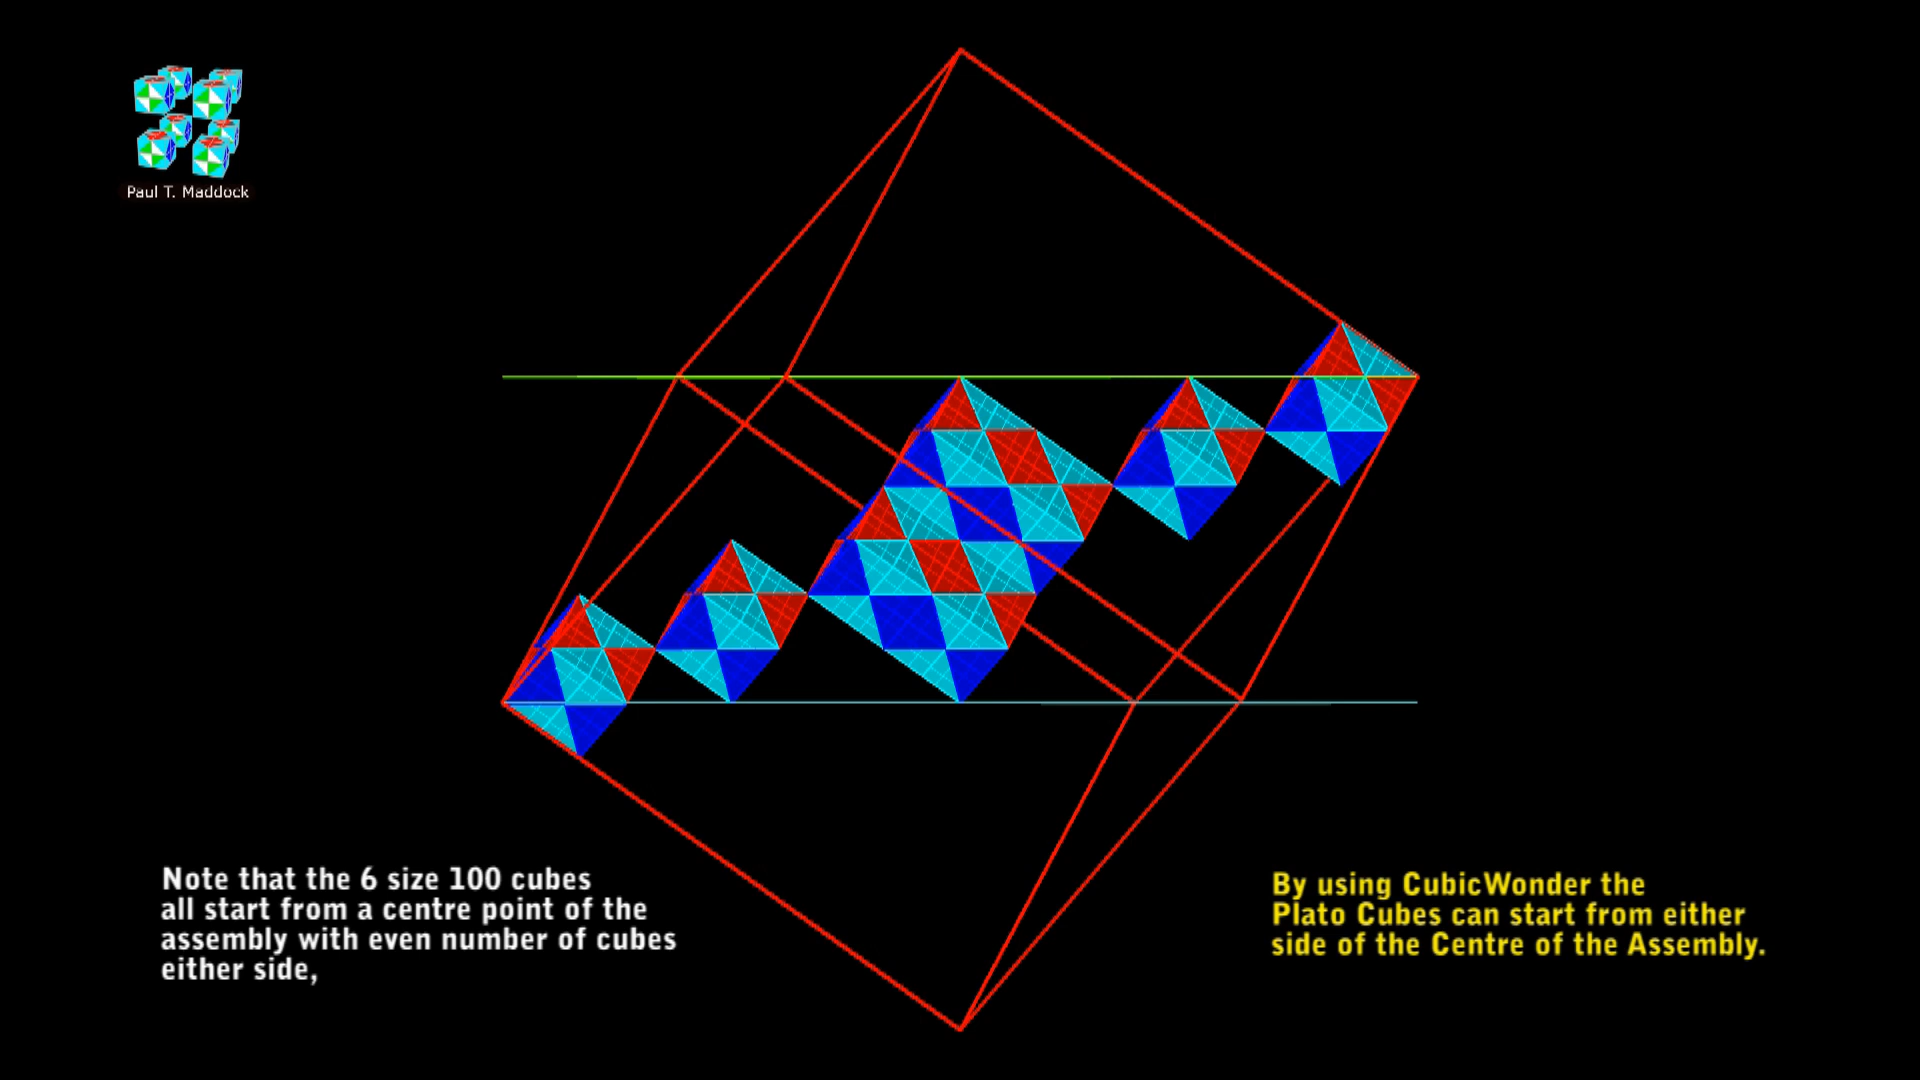 Paul T. Maddock
Note that the 6 size 100 cubes
all start from a centre point of the
assembly with even number of cubes
either side,
By using CubicWonder the
Plato Cubes can start from either
side of the Centre of the Assembly.